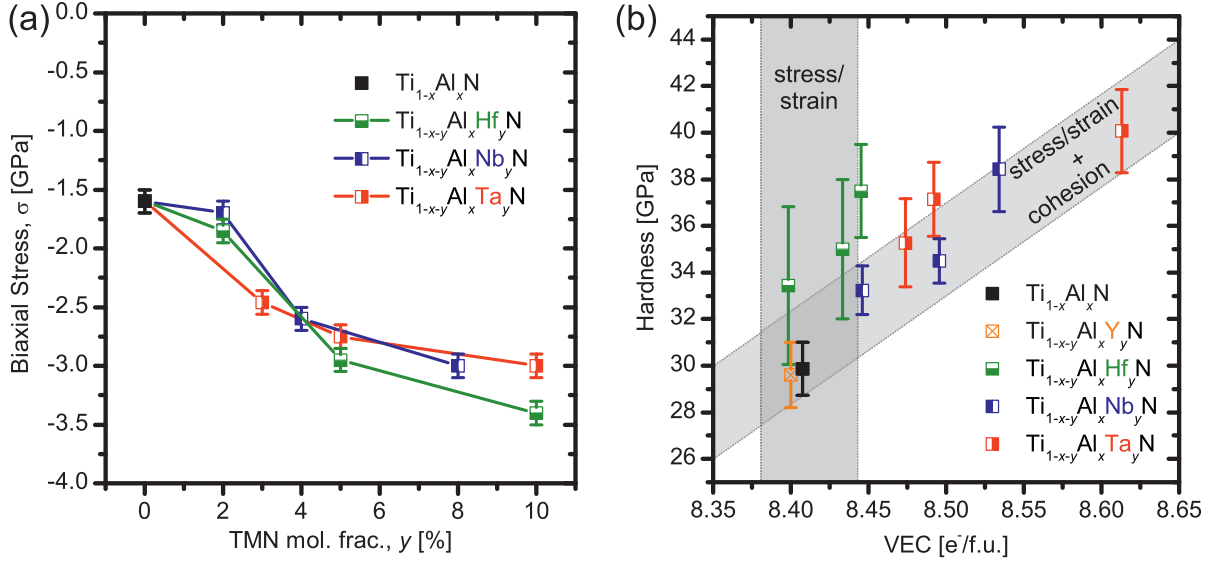 (a)
0.0
-0.5
-1.0
-1.5
-2.0
-2.5
-3.0
-3.5
-4.0
Biaxial Stress, σ [GPa]
Ti1-xAlxN
Ti1-x-yAlxHfyN
Ti1-x-yAlxNbyN
Ti1-x-yAlxTayN
0 2 4 6 8 10
TMN mol. frac., y [%]
(b)
44
42
40
38
36
34
32
30
28
26
Hardness [GPa]
stress/
strain
stress/strain
+
cohesion
Ti1-xAlxN
Ti1-x-yAlxYyN
Ti1-x-yAlxHfyN
Ti1-x-yAlxNbyN
Ti1-x-yAlxTayN
8.35 8.40 8.45 8.50 8.55 8.60 8.65
VEC [e-/f.u.]